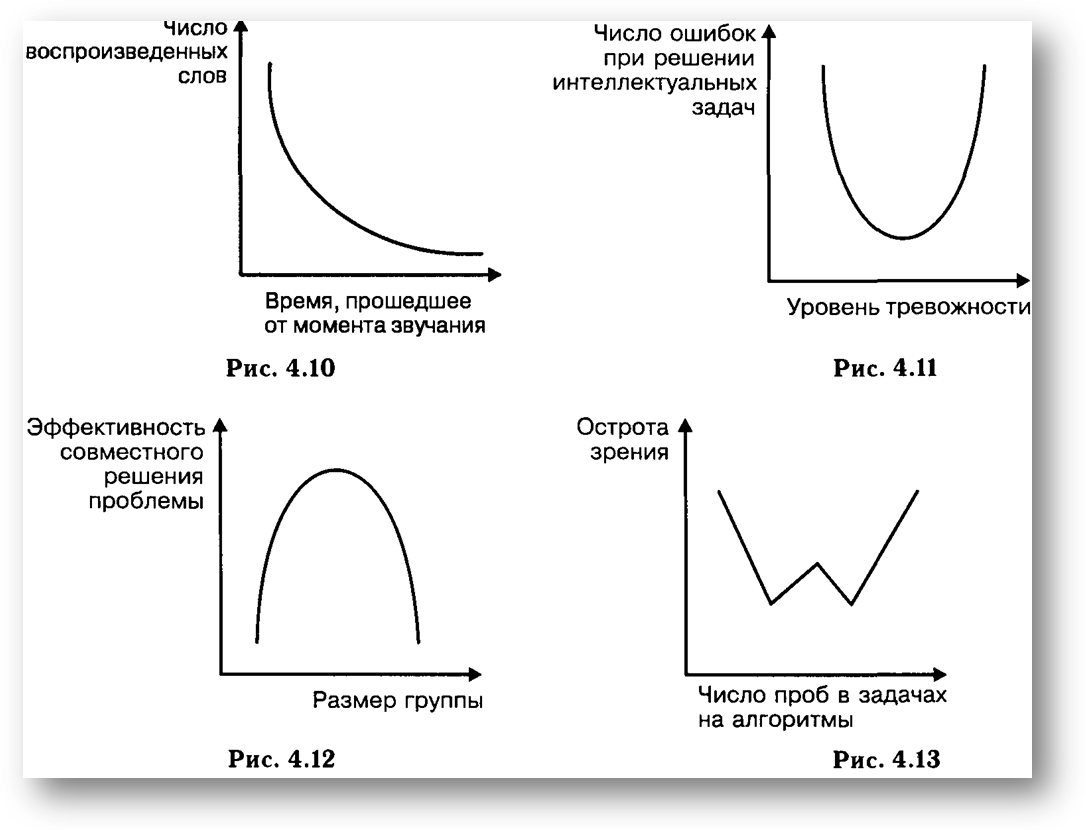 Число
воспроизведенных
слов
Время, прошедшее
от момента звучания
Рис. 4.10
Число ошибок
при решении
интеллектуальных
задач
Уровень тревожности
Рис. 4.11
Эффективность
совместного
решения
проблемы
Размер группы
Рис. 4.12
Острота
зрения
Число проб в задачах
на алгоритмы
Рис. 4.13